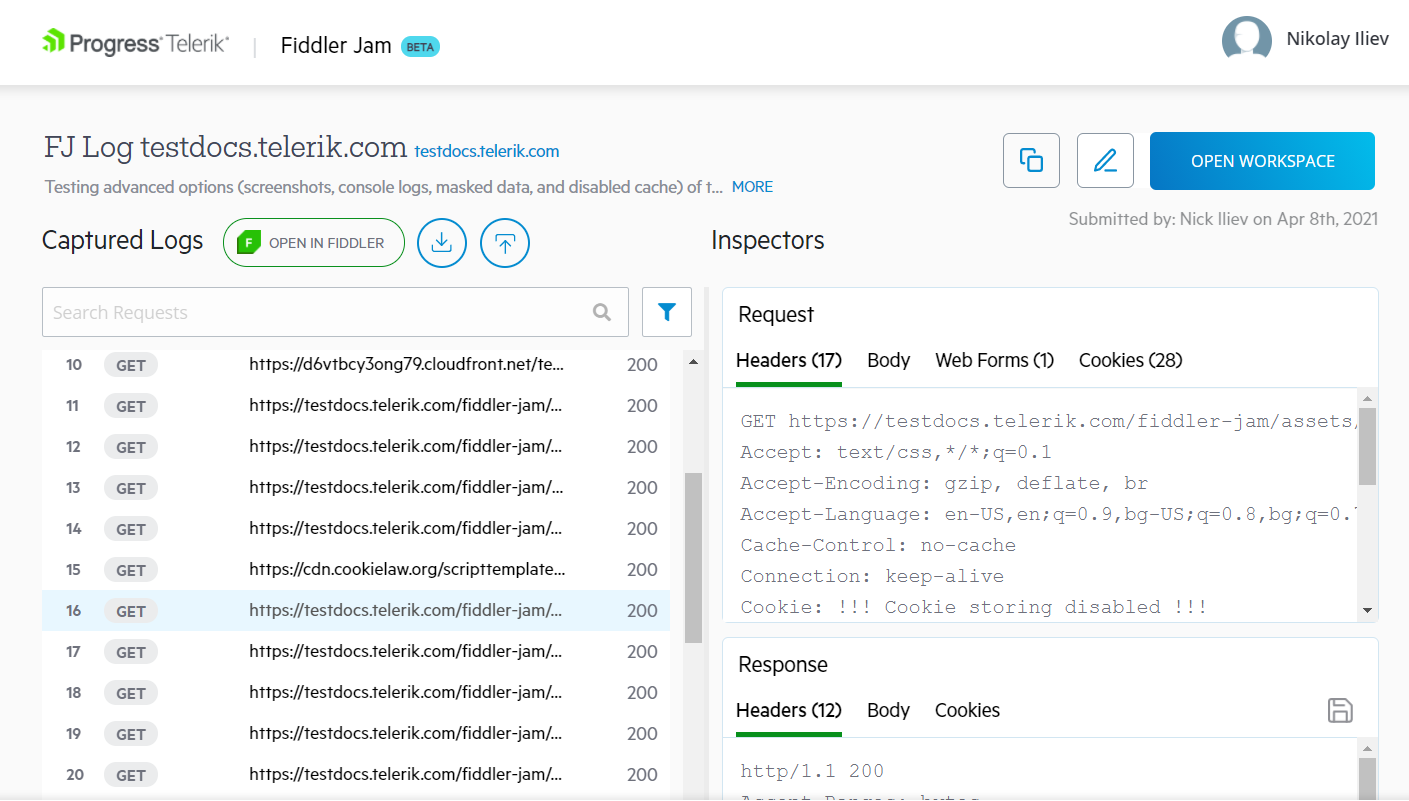 Progress Telerik
Fiddler Jam BETA
Nikolay Iliev
FJ Log testdocs.telerik.com testdocs.telerik.com
Testing advanced options (screenshots, console logs, masked data, and disabled cache) of t... MORE
OPEN WORKSPACE
Submitted by: Nick Iliev on Apr 8th, 2021
Captured Logs
F OPEN IN FIDDLER
Search Requests
10 GET https://d6vtbcy3ong79.cloudfront.net/te... 200
11 GET https://testdocs.telerik.com/fiddler-jam/... 200
12 GET https://testdocs.telerik.com/fiddler-jam/... 200
13 GET https://testdocs.telerik.com/fiddler-jam/... 200
14 GET https://testdocs.telerik.com/fiddler-jam/... 200
15 GET https://cdn.cookielaw.org/scripttemplate... 200
16 GET https://testdocs.telerik.com/fiddler-jam/... 200
17 GET https://testdocs.telerik.com/fiddler-jam/... 200
18 GET https://testdocs.telerik.com/fiddler-jam/... 200
19 GET https://testdocs.telerik.com/fiddler-jam/... 200
20 GET https://testdocs.telerik.com/fiddler-jam/... 200
Inspectors
Request
Headers (17) Body Web Forms (1) Cookies (28)
GET https://testdocs.telerik.com/fiddler-jam/assets/
Accept: text/css,*/*;q=0.1
Accept-Encoding: gzip, deflate, br
Accept-Language: en-US,en;q=0.9,bg-US;q=0.8,bg;q=0.7
Cache-Control: no-cache
Connection: keep-alive
Cookie: !!! Cookie storing disabled !!!
Response
Headers (12) Body Cookies
http/1.1 200
Accept-Ranges: bytes